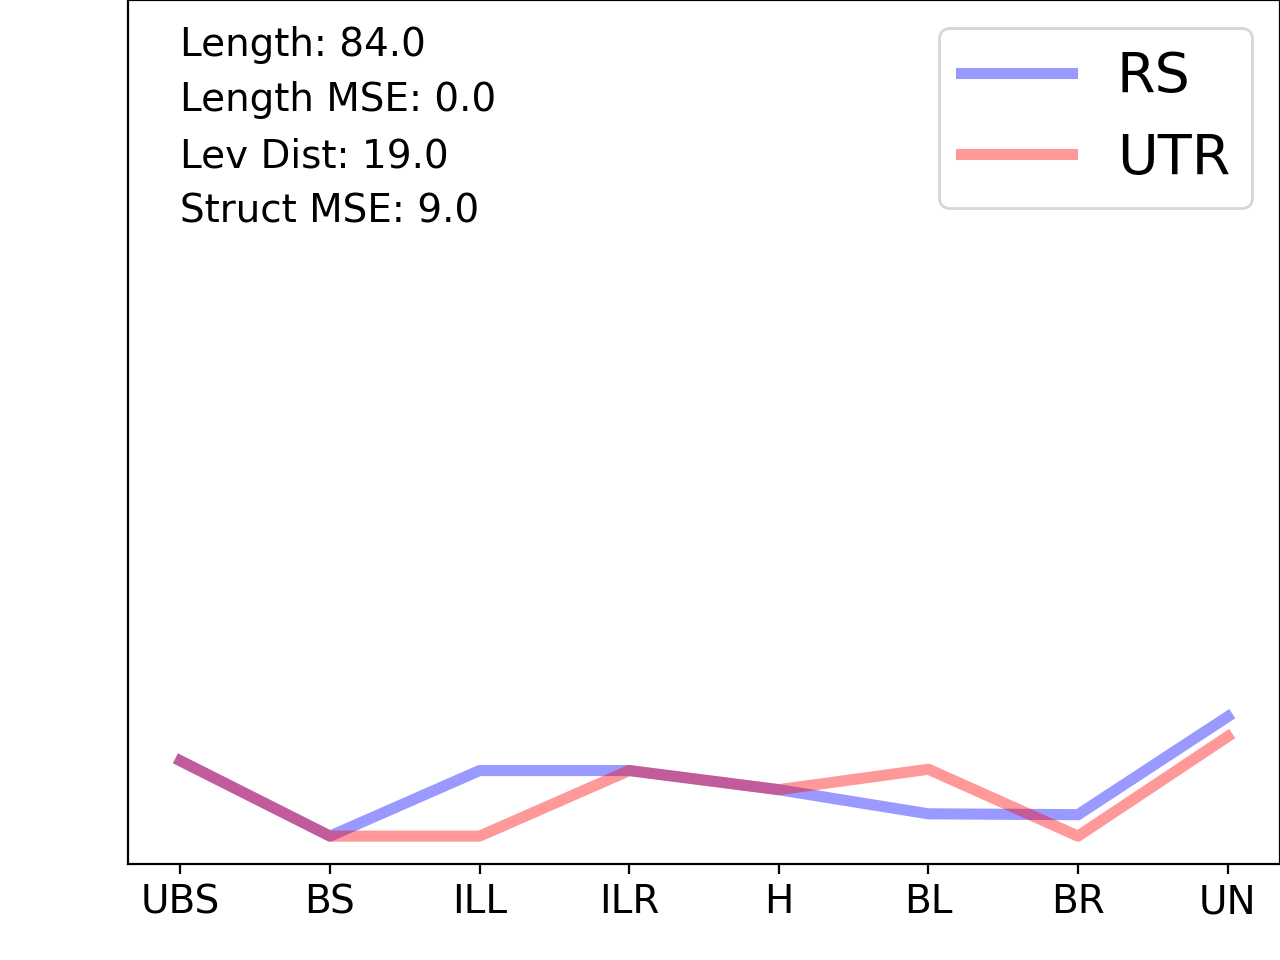 Length: 84.0
Length MSE: 0.0
Lev Dist: 19.0
Struct MSE: 9.0
RS
UTR
UBS BS ILL ILR H BL BR UN